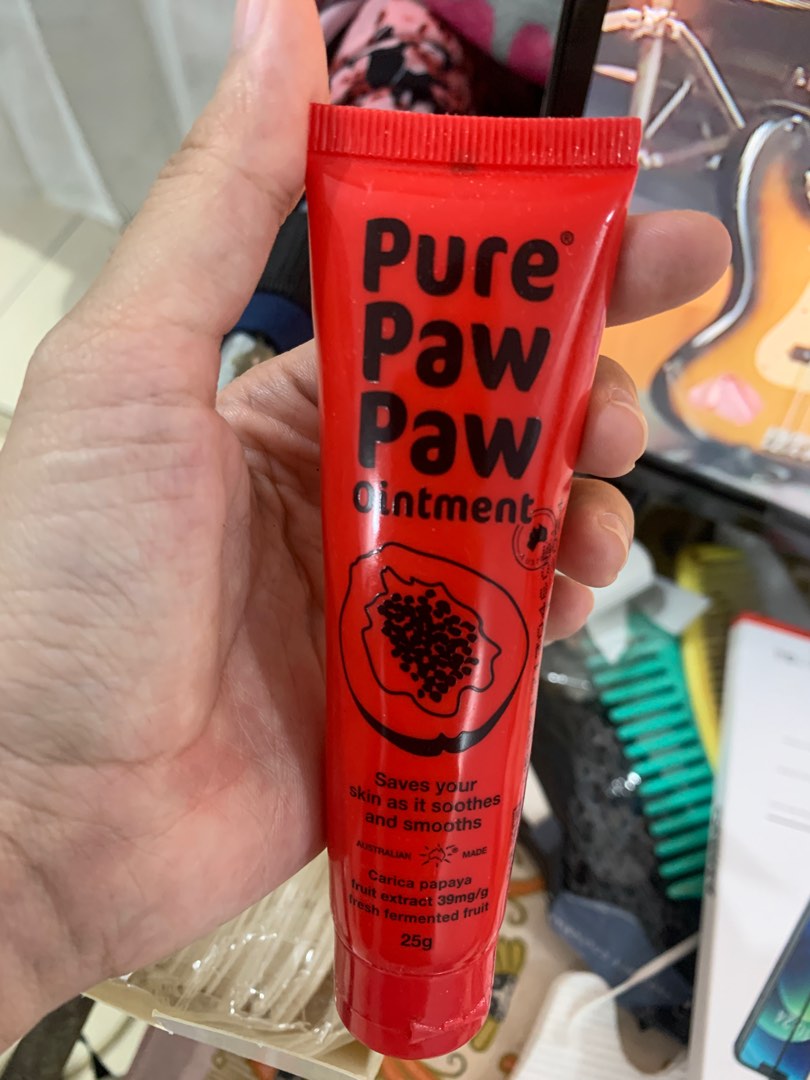 Pure®
Paw
Paw
Ointment
Saves your
skin as it soothes
and smooths
AUSTRALIAN MADE
Carica papaya
fruit extract 39mg/g
fresh fermented fruit
25g